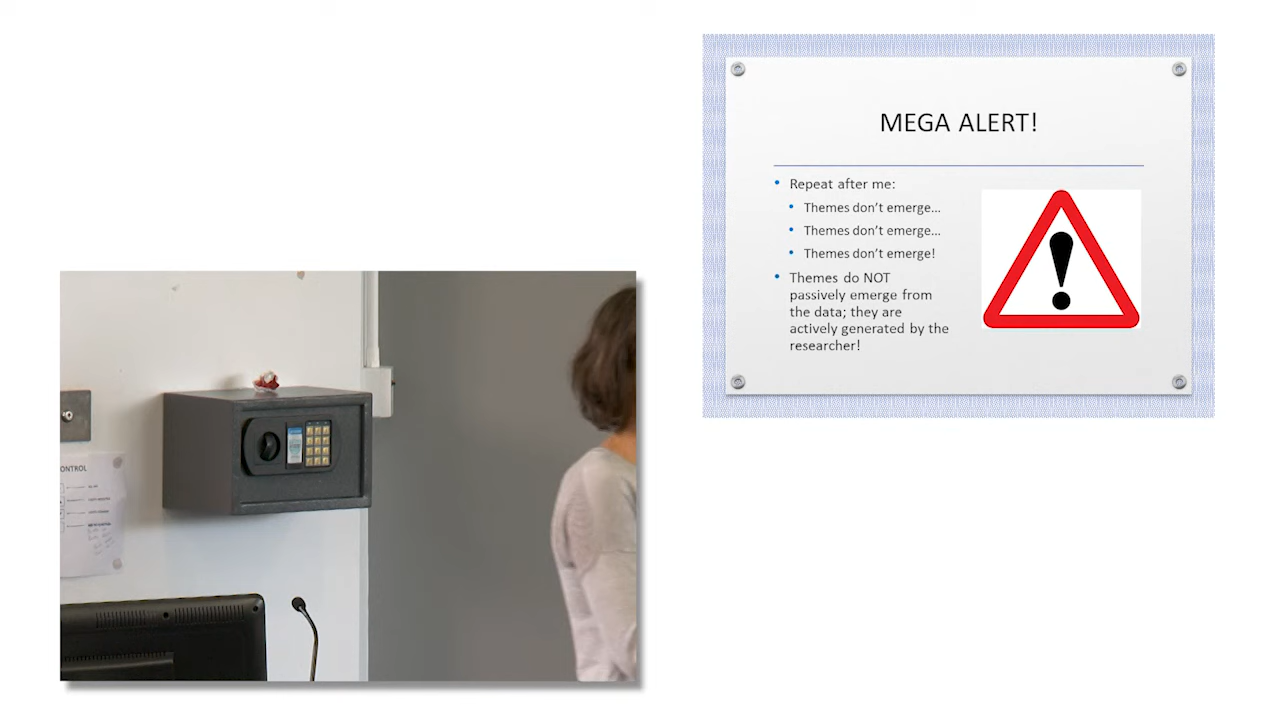 MEGA ALERT!
Repeat after me:
Themes don't emerge...
Themes don't emerge...
Themes don't emerge!
Themes do NOT
passively emerge from
the data; they are
actively generated by the
researcher!
ONTROL